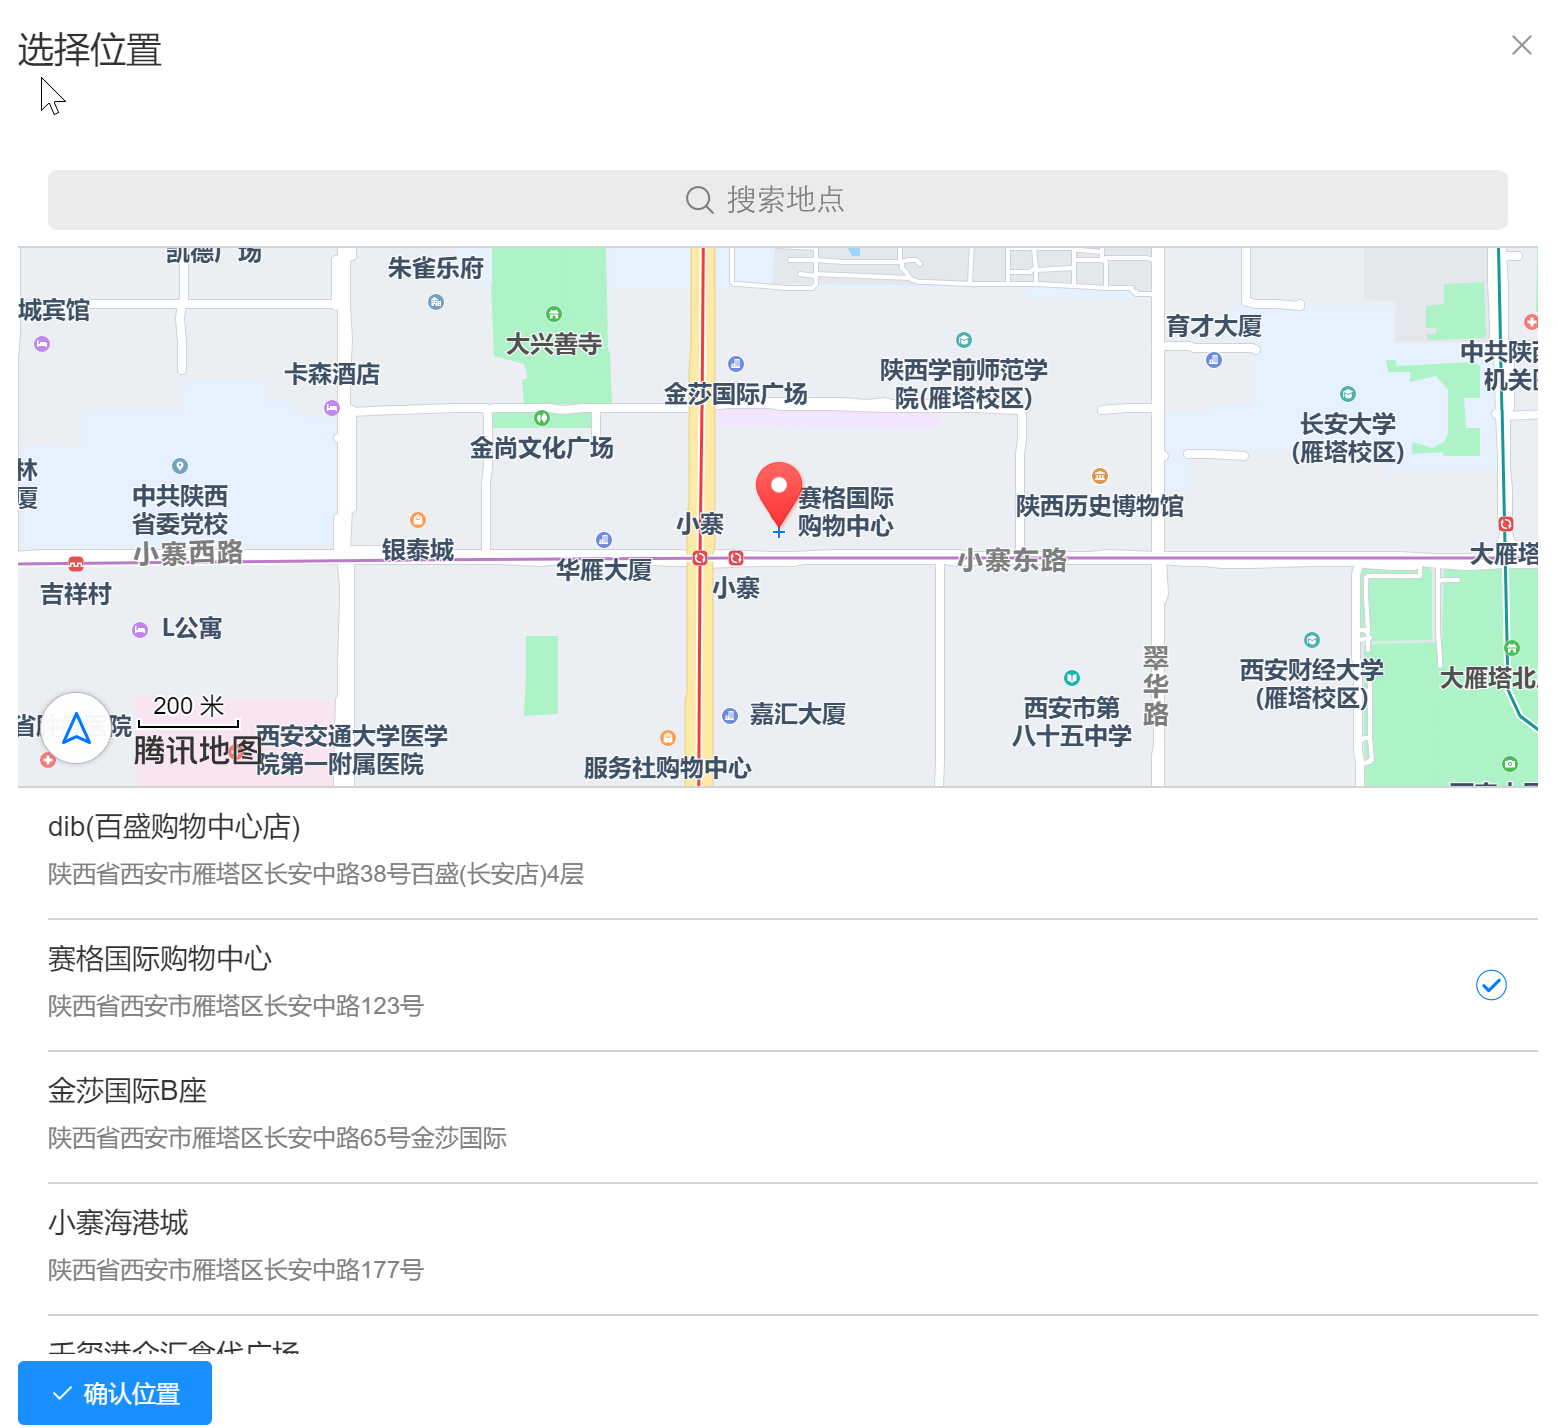 选择位置
搜索地点
凯德广场
朱雀乐府
城宾馆
大兴善寺
育才大厦
卡森酒店
金莎国际广场
陕西学前师范学
院(雁塔校区)
中共陕西
机关
长安大学
(雁塔校区)
金尚文化广场
林
厦
中共陕西
省委党校
赛格国际
购物中心
陕西历史博物馆
小寨
银泰城
小寨西路
华雁大厦
小寨东路
大雁塔
吉祥村
小寨
L公寓
翠华路
西安财经大学
(雁塔校区)
大雁塔北
西安市第
八十五中学
200 米
嘉汇大厦
腾讯地图
西安交通大学医学
院第一附属医院
服务社购物中心
dib(百盛购物中心店)
陕西省西安市雁塔区长安中路38号百盛(长安店)4层
赛格国际购物中心
陕西省西安市雁塔区长安中路123号
金莎国际B座
陕西省西安市雁塔区长安中路65号金莎国际
小寨海港城
陕西省西安市雁塔区长安中路177号
确认位置